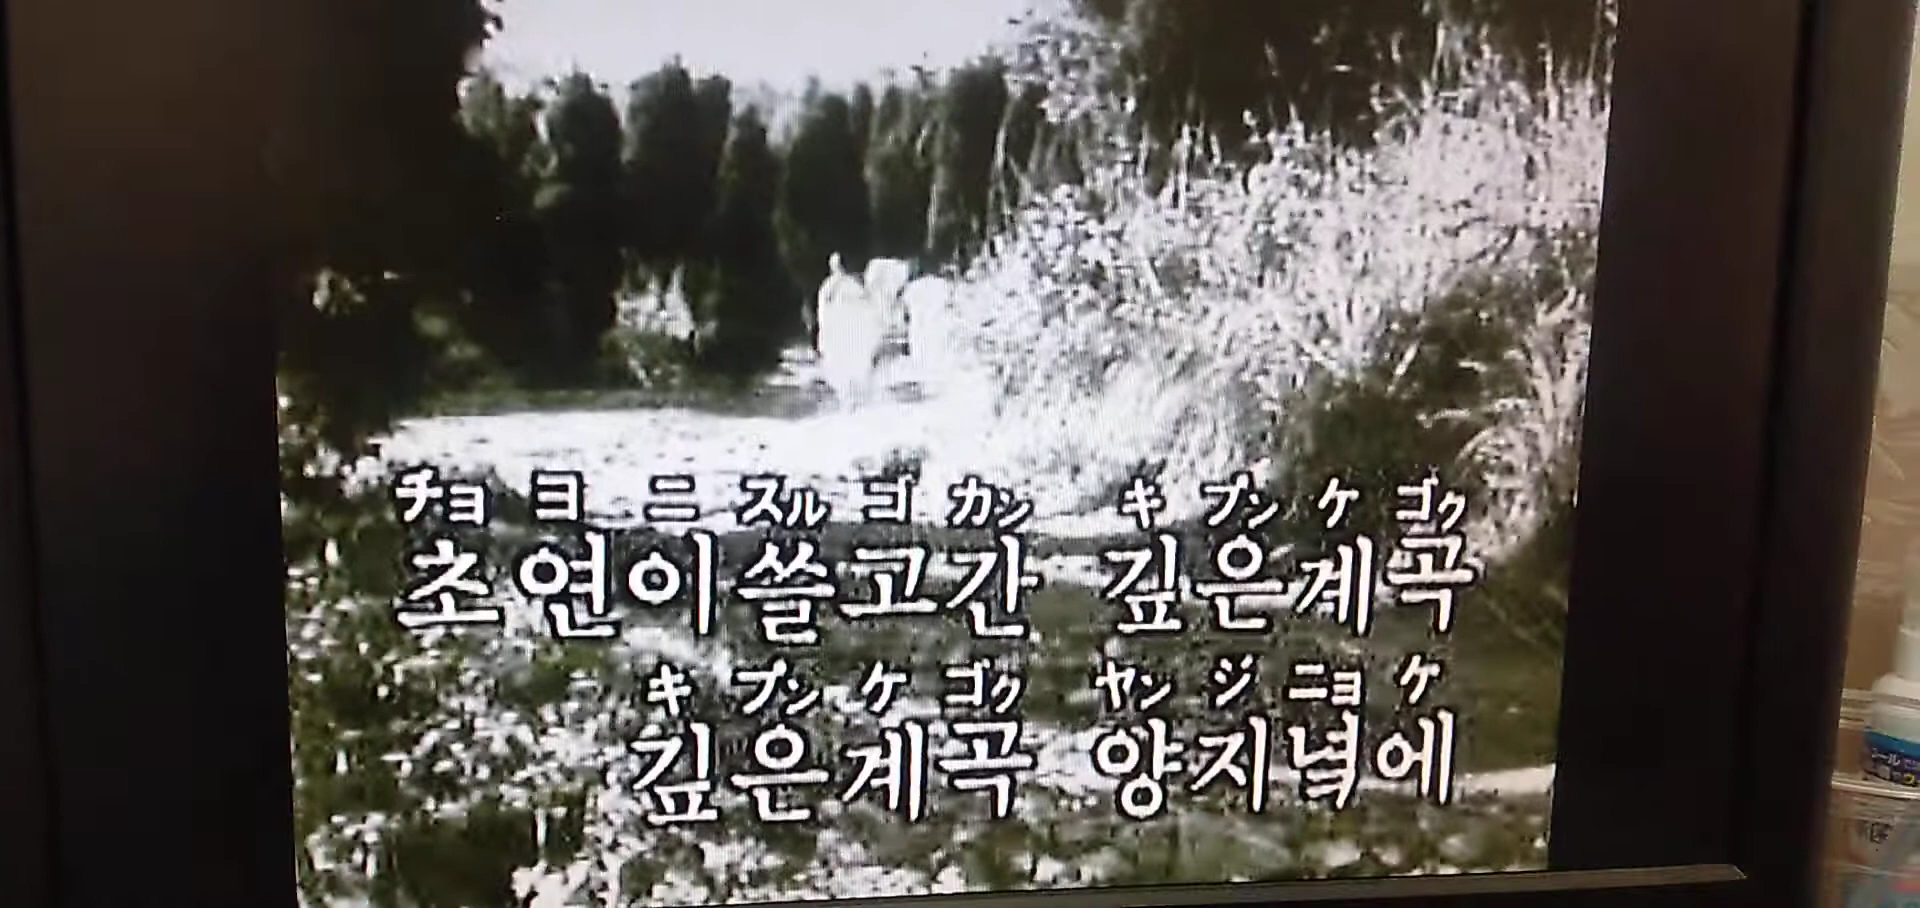 チョ ヨ ニ スル ゴ カン キ プン ケ ゴク
초연이쓸고간 깊은계곡
キ プン ケ ゴク ヤン ジ ニョ ケ
깊은계곡 양지녘에